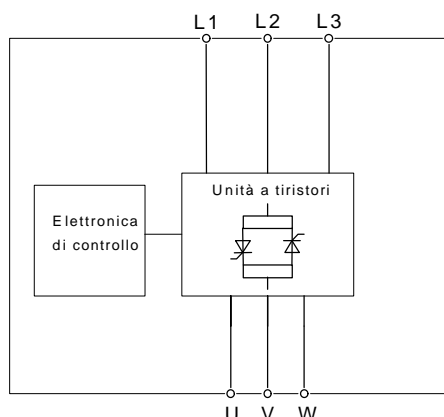 L1 L2 L3
Unità a tiristori
Elettronica
di controllo
U V W